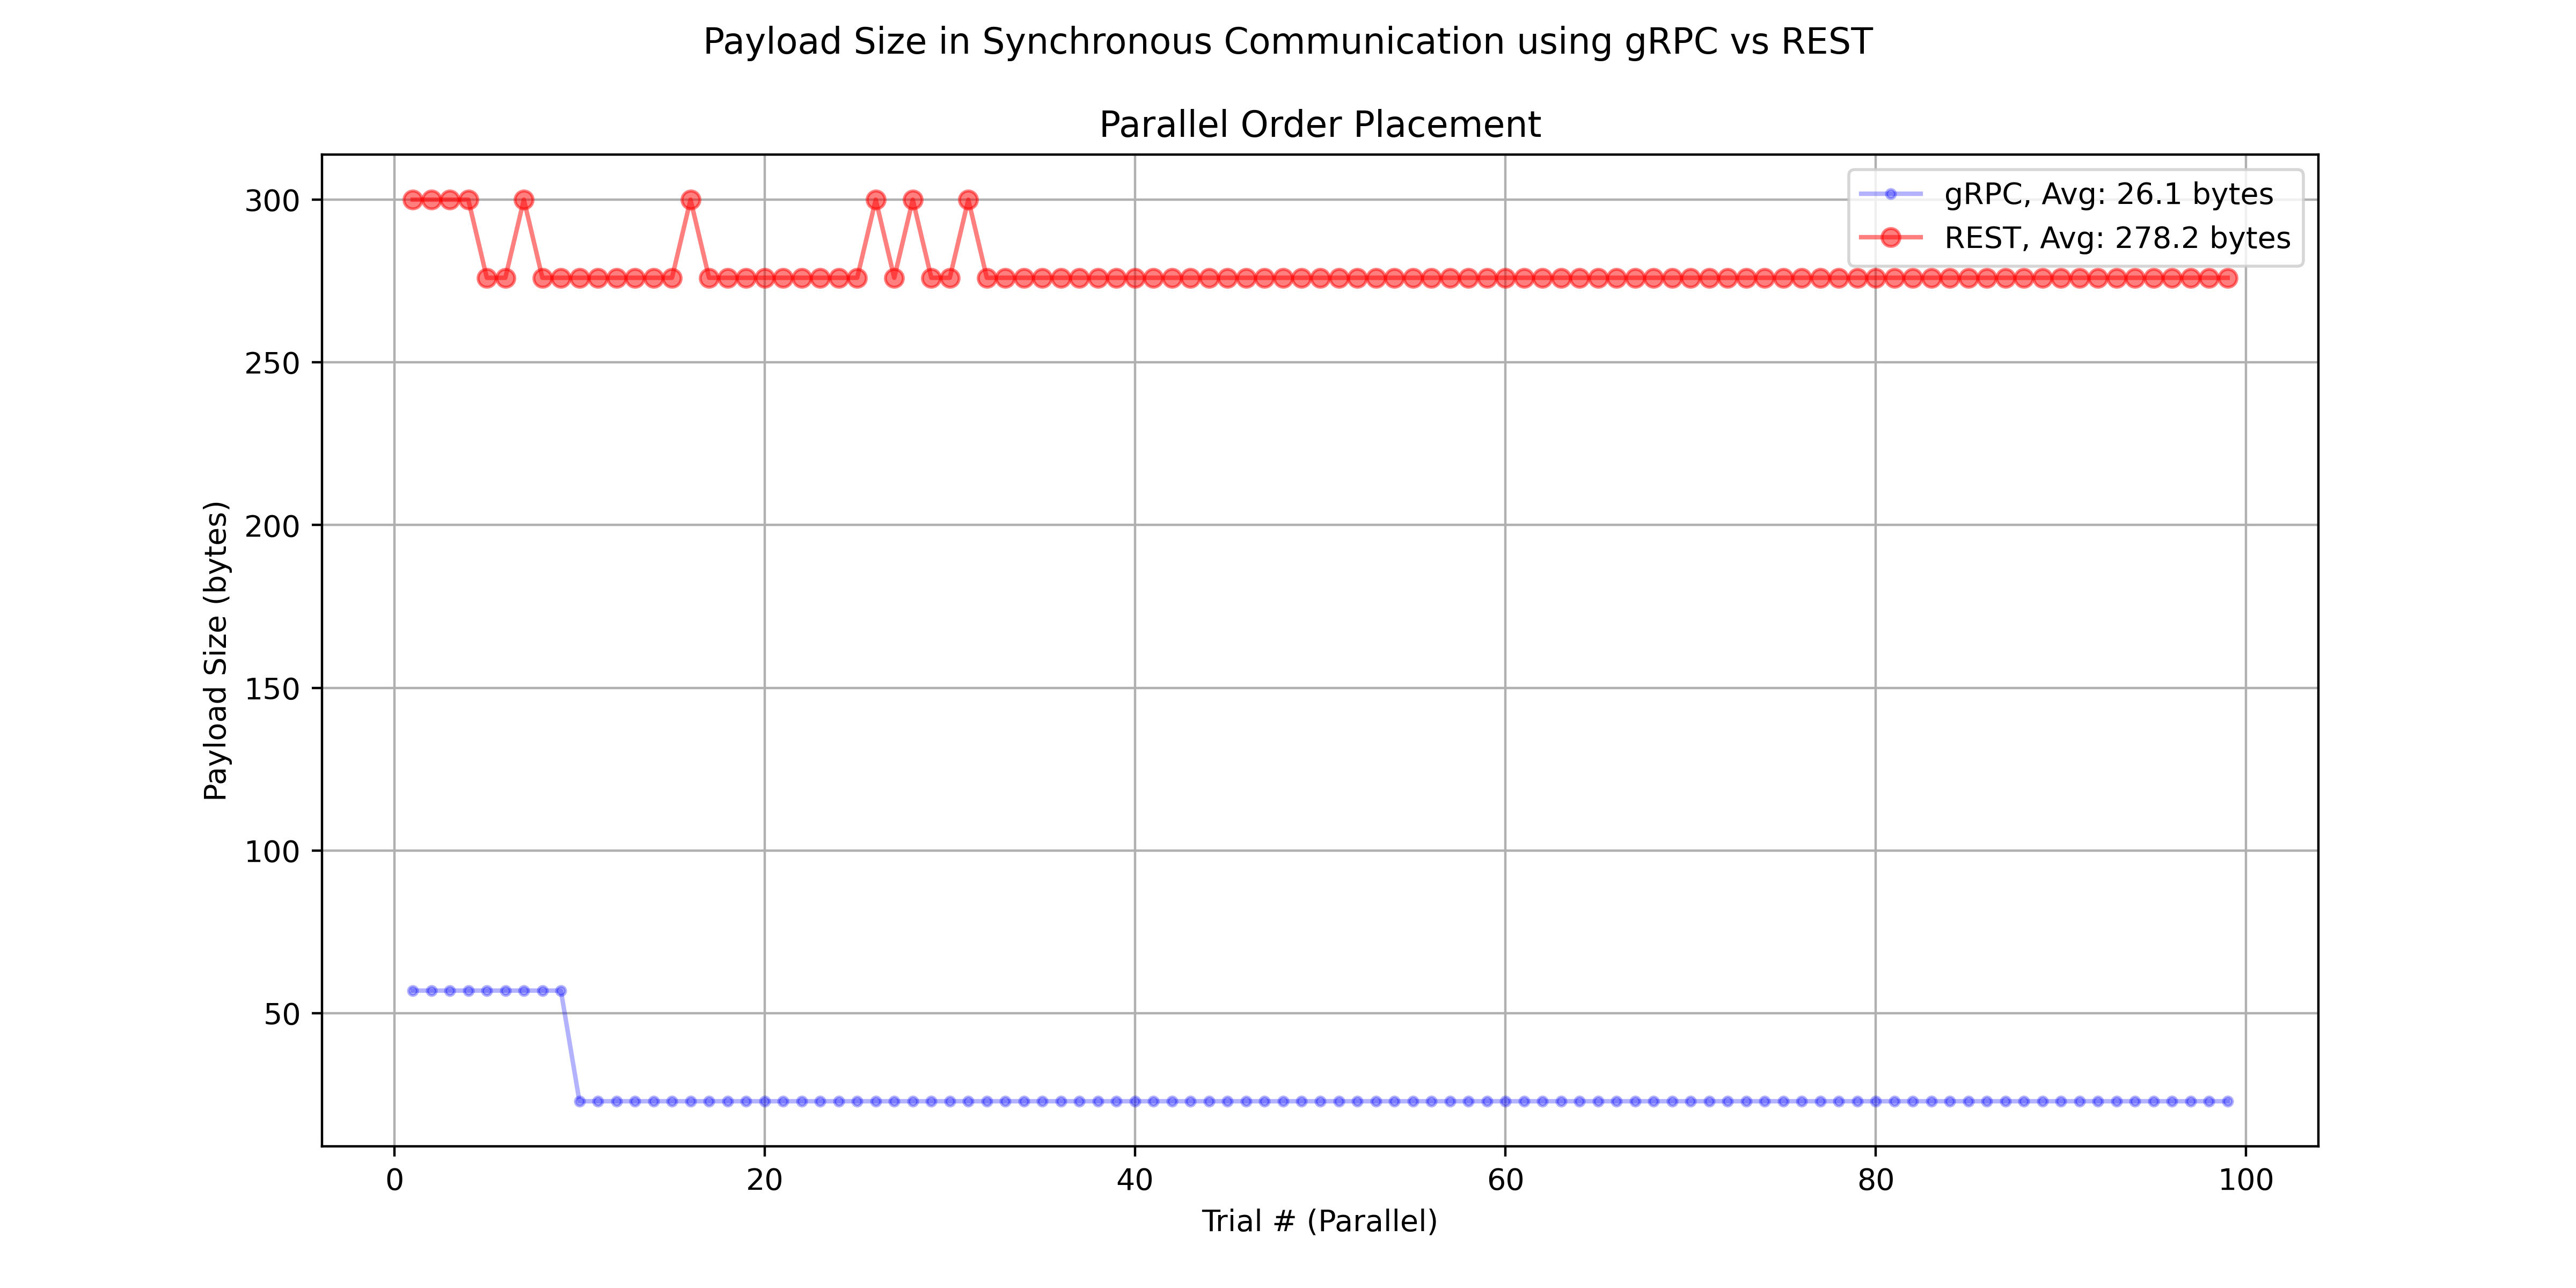 Payload Size in Synchronous Communication using gRPC vs REST
Parallel Order Placement
gRPC, Avg: 26.1 bytes
REST, Avg: 278.2 bytes
Payload Size (bytes)
300
250
200
150
100
50
0 20 40 60 80 100
Trial # (Parallel)